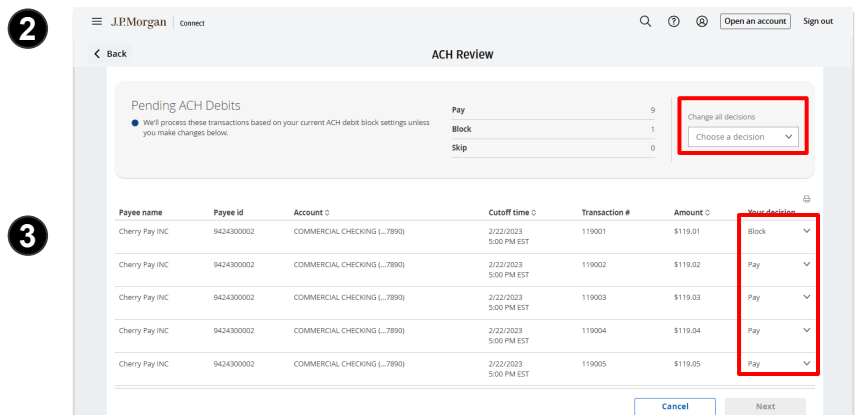 2
J.P.Morgan Connect Open an account Sign out
Back
ACH Review
Pending ACH Debits
We'll process these transactions based on your current ACH debit block settings unless
you make changes below.
Pay 9
Block 1
Skip 0
Change all decisions
Choose a decision
3
Payee name Payee id Account Cutoff time Transaction # Amount Your decision
Cherry Pay INC 9424300002 COMMERCIAL CHECKING (...7890) 2/22/2023 119001 $119.01 Block
5:00 PM EST
Cherry Pay INC 9424300002 COMMERCIAL CHECKING (...7890) 2/22/2023 119002 $119.02 Pay
5:00 PM EST
Cherry Pay INC 9424300002 COMMERCIAL CHECKING (...7890) 2/22/2023 119003 $119.03 Pay
5:00 PM EST
Cherry Pay INC 9424300002 COMMERCIAL CHECKING (...7890) 2/22/2023 119004 $119.04 Pay
5:00 PM EST
Cherry Pay INC 9424300002 COMMERCIAL CHECKING (...7890) 2/22/2023 119005 $119.05 Pay
5:00 PM EST
Cancel Next